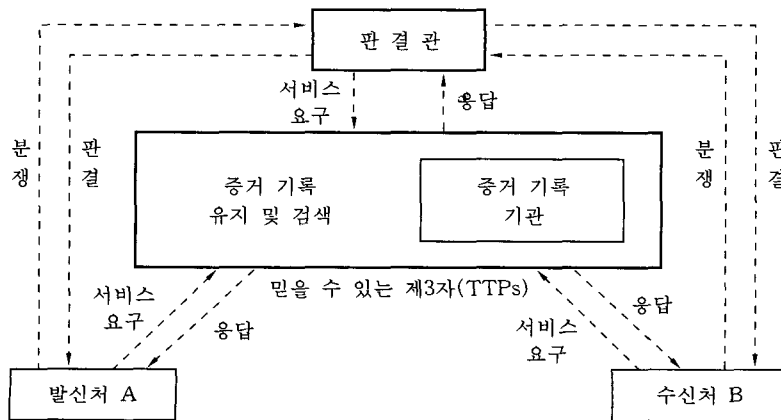 판 결 관
서비스
요구
응답
분쟁
판결
분쟁
판결
증거 기록
유지 및 검색
증거 기록
기관
믿을 수 있는 제3자(TTPs)
서비스
요구
응답
서비스
요구
응답
발신처 A
수신처 B